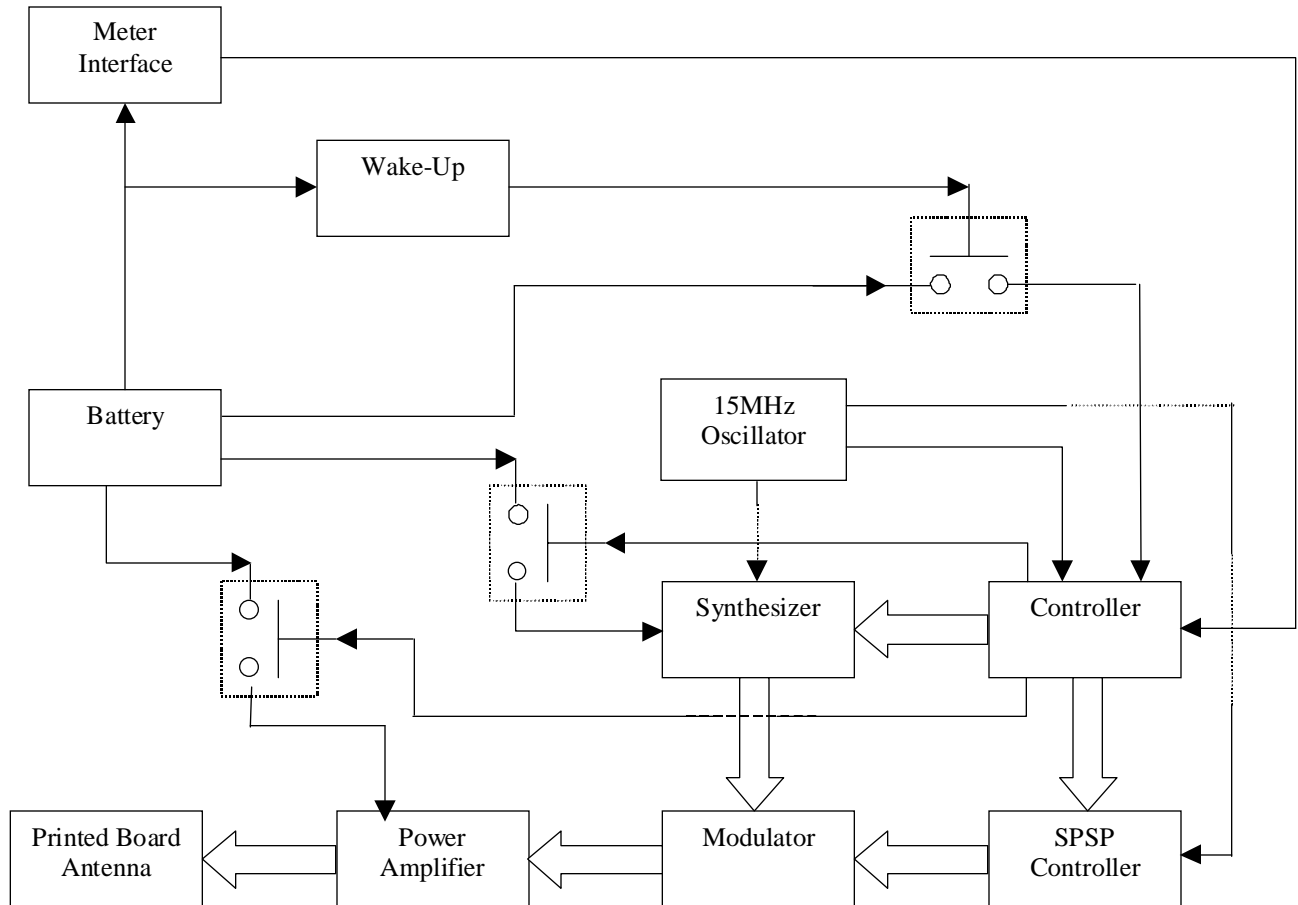 Meter
Interface
Wake-Up
Battery
15MHz
Oscillator
Synthesizer
Controller
Printed Board
Antenna
Power
Amplifier
Modulator
SPSP
Controller